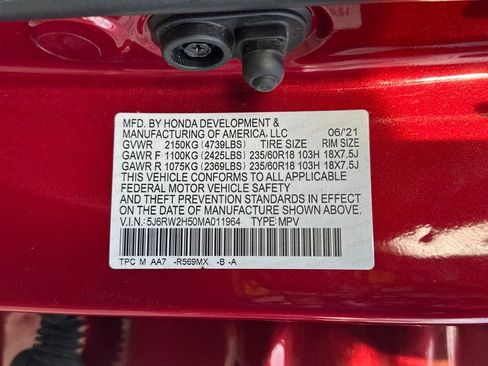 MFD. BY HONDA DEVELOPMENT &
MANUFACTURING OF AMERICA, LLC 06/21
GVWR 2150KG (4739LBS) TIRE SIZE RIM SIZE
GAWR F 1100KG (2425LBS) 235/60R18 103H 18X7.5J
GAWR R 1075KG (2369LBS) 235/60R18 103H 18X7.5J
THIS VEHICLE CONFORMS TO ALL APPLICABLE
FEDERAL MOTOR VEHICLE SAFETY
AND THEFT PREVENTION STANDARDS IN EFFECT
ON THE DATE OF MANUFACTURE SHOWN ABOVE.
V.I.N.: 5J6RW2H50MA011964 TYPE: MPV
TPC M AA7 -R569MX -B -A